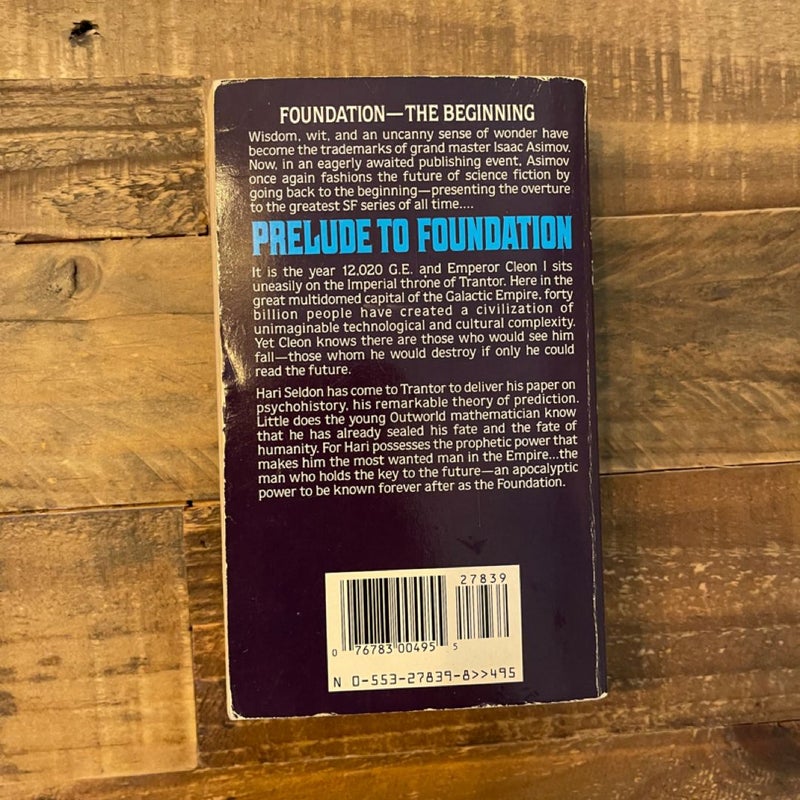 FOUNDATION—THE BEGINNING
Wisdom, wit, and an uncanny sense of wonder have
become the trademarks of grand master Isaac Asimov.
Now, in an eagerly awaited publishing event, Asimov
once again fashions the future of science fiction by
going back to the beginning—presenting the overture
to the greatest SF series of all time....
PRELUDE TO FOUNDATION
It is the year 12,020 G.E. and Emperor Cleon I sits
uneasily on the Imperial throne of Trantor. Here in the
great multidomed capital of the Galactic Empire, forty
billion people have created a civilization of
unimaginable technological and cultural complexity.
Yet Cleon knows there are those who would see him
fall—those whom he would destroy if only he could
read the future.
Hari Seldon has come to Trantor to deliver his paper on
psychohistory, his remarkable theory of prediction.
Little does the young Outworld mathematician know
that he has already sealed his fate and the fate of
humanity. For Hari possesses the prophetic power that
makes him the most wanted man in the Empire...the
man who holds the key to the future—an apocalyptic
power to be known forever after as the Foundation.
27839
0 76783 00495 5
N 0-553-27839-8>>495